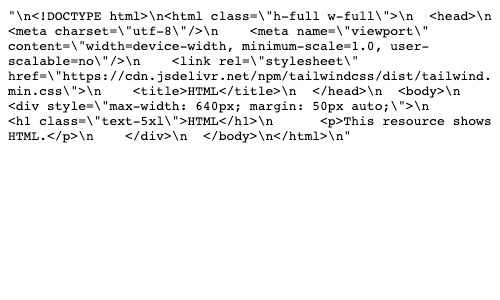 "\n<!DOCTYPE html>\n<html class=\"h-full w-full\">\n  <head>\n
<meta charset=\"utf-8\"/>\n    <meta name=\"viewport\"
content=\"width=device-width, minimum-scale=1.0, user-
scalable=no\"/>\n    <link rel=\"stylesheet\"
href=\"https://cdn.jsdelivr.net/npm/tailwindcss/dist/tailwind.
min.css\">\n    <title>HTML</title>\n  </head>\n  <body>\n
<div style=\"max-width: 640px; margin: 50px auto;\">\n
<h1 class=\"text-5xl\">HTML</h1>\n      <p>This resource shows
HTML.</p>\n    </div>\n  </body>\n</html>\n"